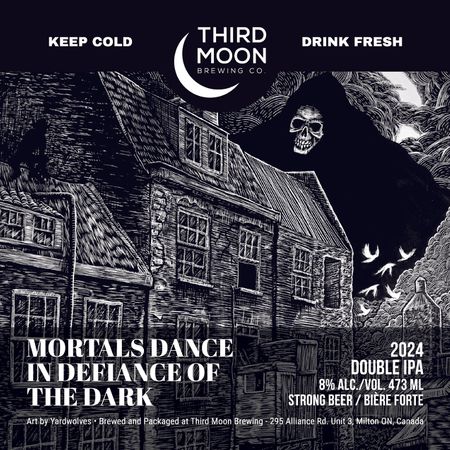 KEEP COLD
THIRD
MOON
BREWING CO.
DRINK FRESH
MORTALS DANCE
IN DEFIANCE OF
THE DARK
2024
DOUBLE IPA
8% ALC./VOL. 473 ML
STRONG BEER / BIÈRE FORTE
Art by Yardwolves • Brewed and Packaged at Third Moon Brewing - 295 Alliance Rd. Unit 3, Milton ON, Canada